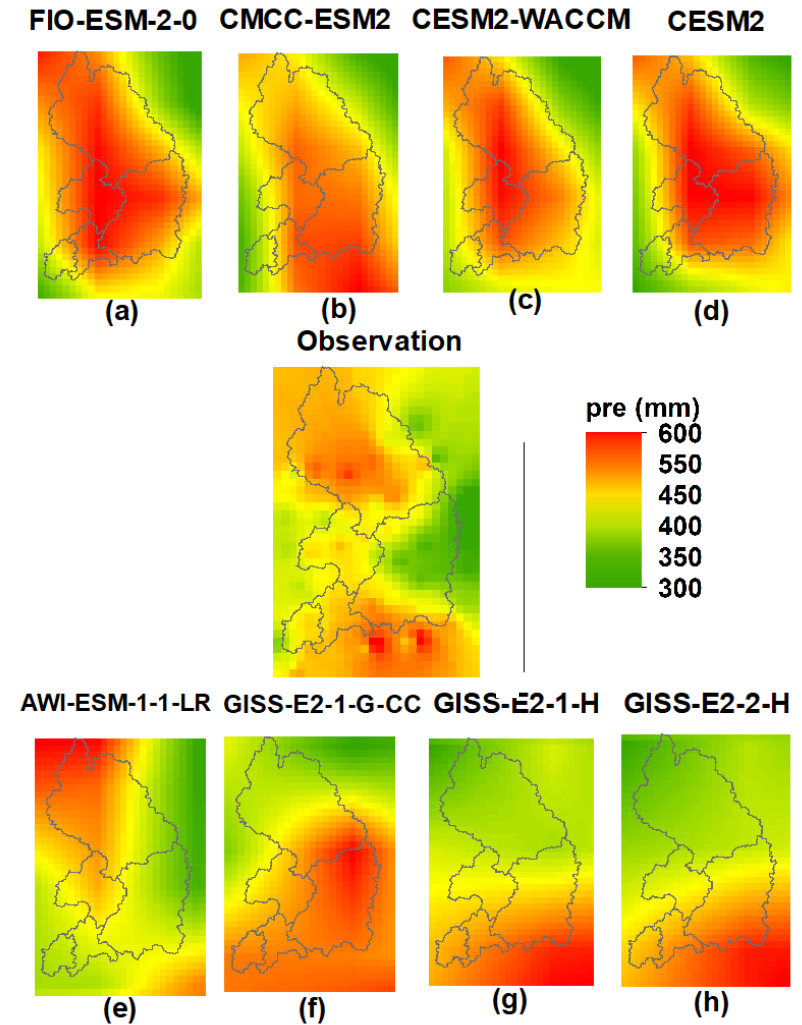 FIO-ESM-2-0 CMCC-ESM2 CESM2-WACCM CESM2
(a) (b) (c) (d)
Observation
pre (mm)
600
550
450
400
350
300
AWI-ESM-1-1-LR GISS-E2-1-G-CC GISS-E2-1-H GISS-E2-2-H
(e) (f) (g) (h)